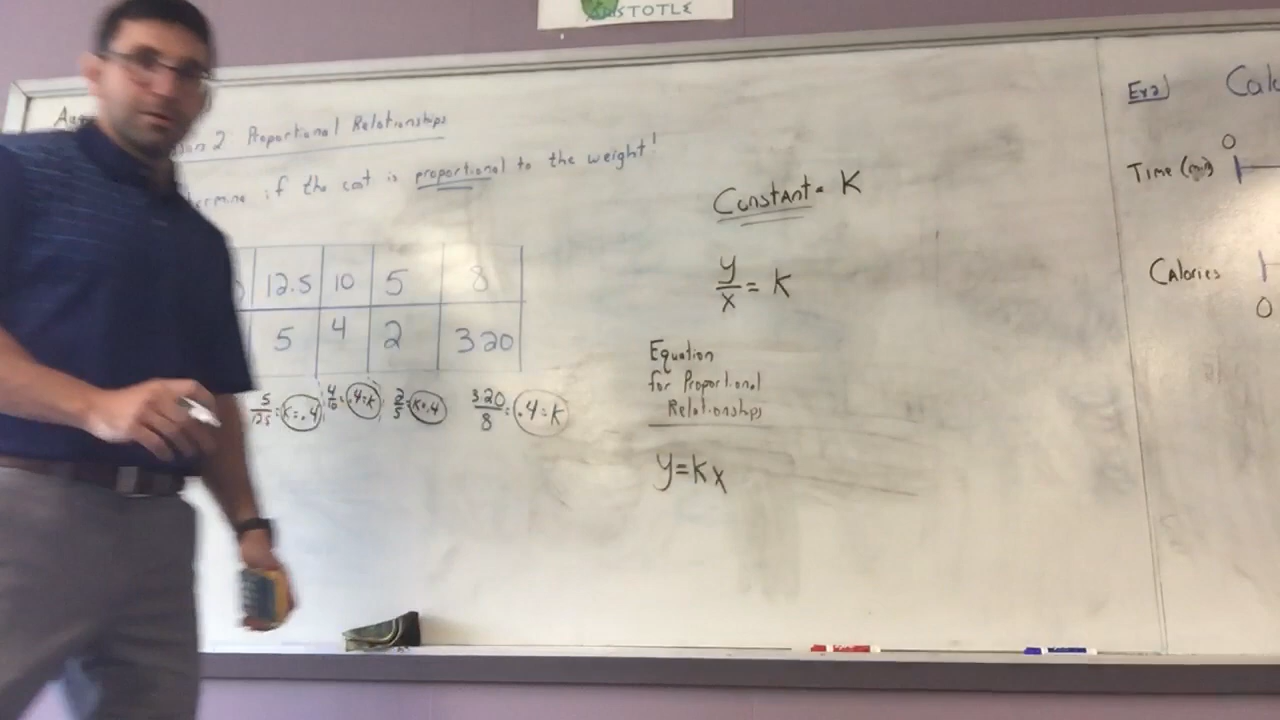 ARISTOTLE
2 Proportional Relationships
if the cost is proportional to the weight!
12.5 10 5 8
5 4 2 320
5/12.5 = K=.4 4/10 = .4=K 2/5 = K=.4 320/8 = .4=K
Constant = K
y/x = K
Equation
for Proportional
Relationships
y=Kx
Ex2)
0
Time (min)
Calories
0